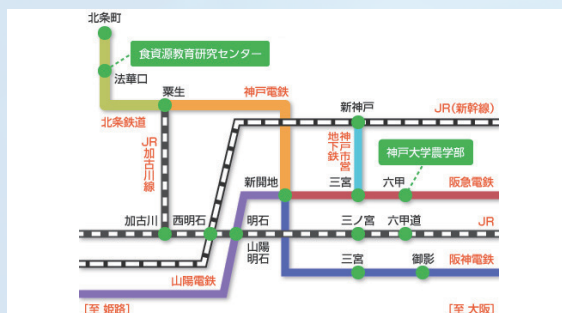 北条町
食資源教育研究センター
法華口
粟生
神戸電鉄
新神戸
JR(新幹線)
北条鉄道
JR加古川線
神戸市営
地下鉄
神戸大学農学部
新開地
三宮
六甲
阪急電鉄
加古川
西明石
明石
三ノ宮
六甲道
JR
山陽
明石
三宮
御影
阪神電鉄
山陽電鉄
[至 姫路]
[至 大阪]